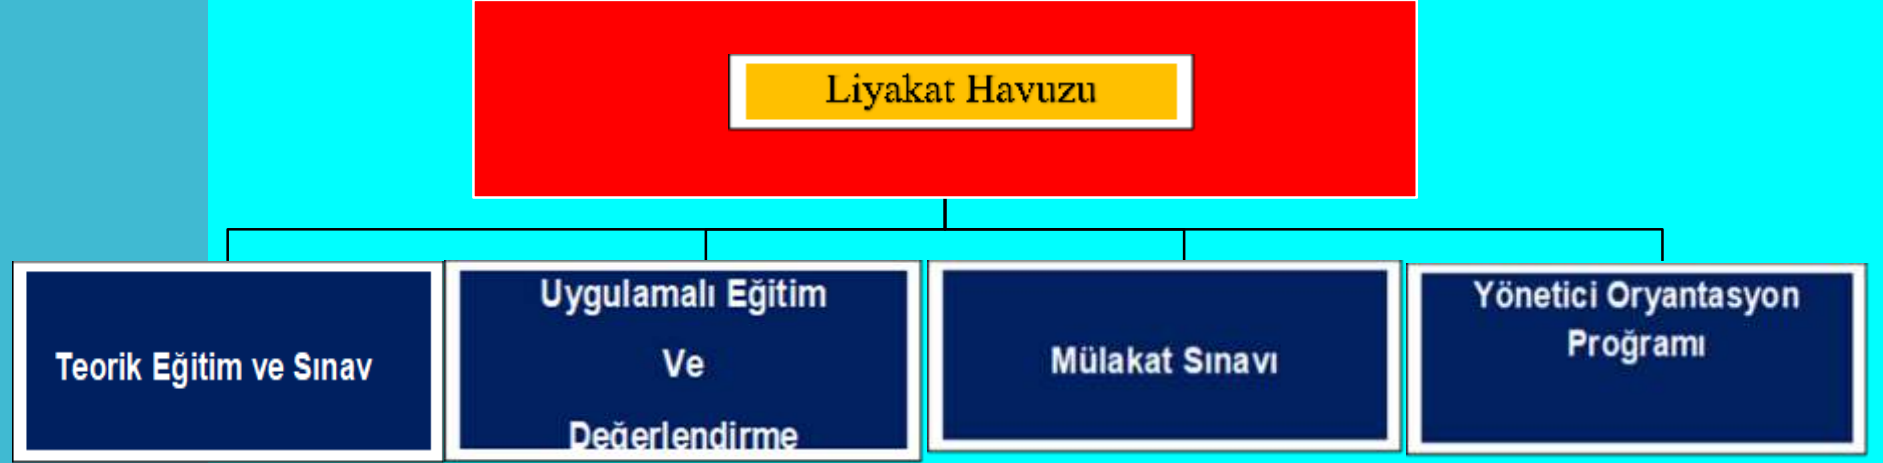 Liyakat Havuzu
Teorik Eğitim ve Sınav
Uygulamalı Eğitim
Ve
Değerlendirme
Mülakat Sınavı
Yönetici Oryantasyon
Proğramı